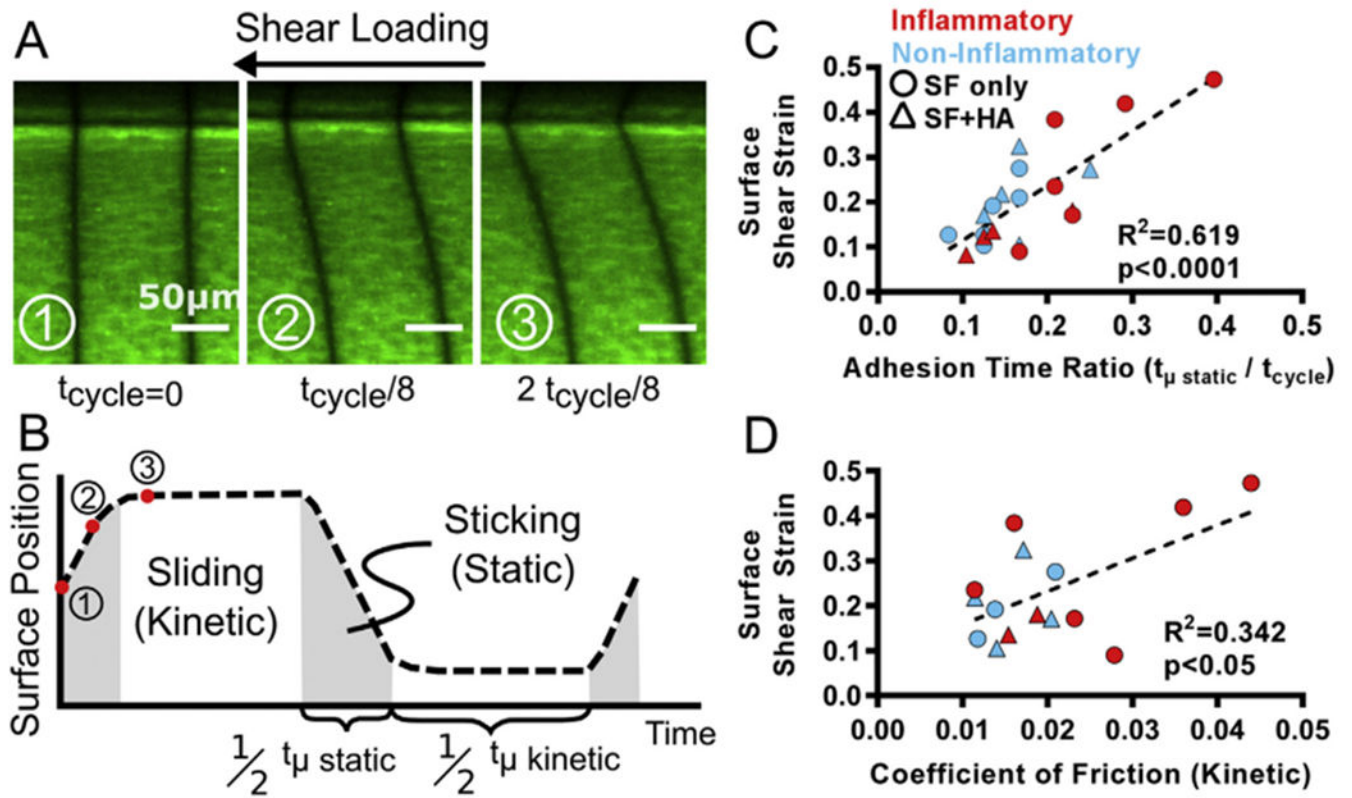 A
Shear Loading
50μm
1
2
3
tcycle=0
tcycle/8
2 tcycle/8
B
Surface Position
1
2
3
Sliding
(Kinetic)
Sticking
(Static)
Time
1/2 tμ static
1/2 tμ kinetic
C
Inflammatory
Non-Inflammatory
SF only
SF+HA
Surface
Shear Strain
0.5
0.4
0.3
0.2
0.1
0.0
R²=0.619
p<0.0001
0.0 0.1 0.2 0.3 0.4 0.5
Adhesion Time Ratio (tμ static / tcycle)
D
Surface
Shear Strain
0.5
0.4
0.3
0.2
0.1
0.0
R²=0.342
p<0.05
0.00 0.01 0.02 0.03 0.04 0.05
Coefficient of Friction (Kinetic)